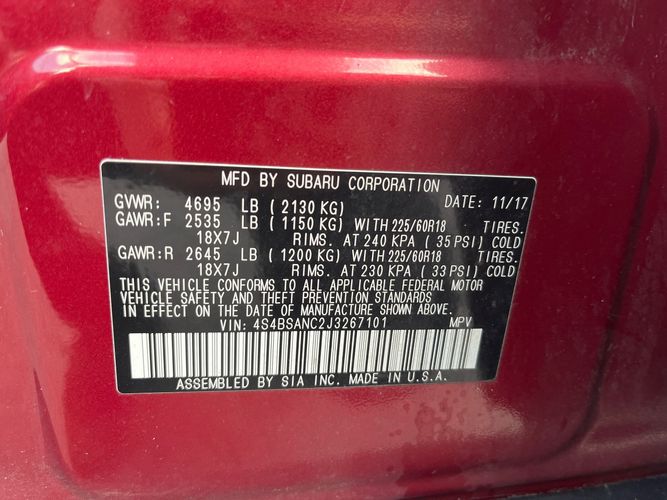 MFD BY SUBARU CORPORATION
GVWR: 4695 LB ( 2130 KG) DATE: 11/17
GAWR:F 2535 LB ( 1150 KG) WITH 225/60R18 TIRES.
18X7J RIMS. AT 240 KPA ( 35 PSI) COLD
GAWR:R 2645 LB ( 1200 KG) WITH 225/60R18 TIRES.
18X7J RIMS. AT 230 KPA ( 33 PSI) COLD
THIS VEHICLE CONFORMS TO ALL APPLICABLE FEDERAL MOTOR
VEHICLE SAFETY AND THEFT PREVENTION STANDARDS
IN EFFECT ON THE DATE OF MANUFACTURE SHOWN ABOVE.
VIN: 4S4BSANC2J3267101 MPV
ASSEMBLED BY SIA INC. MADE IN U.S.A.